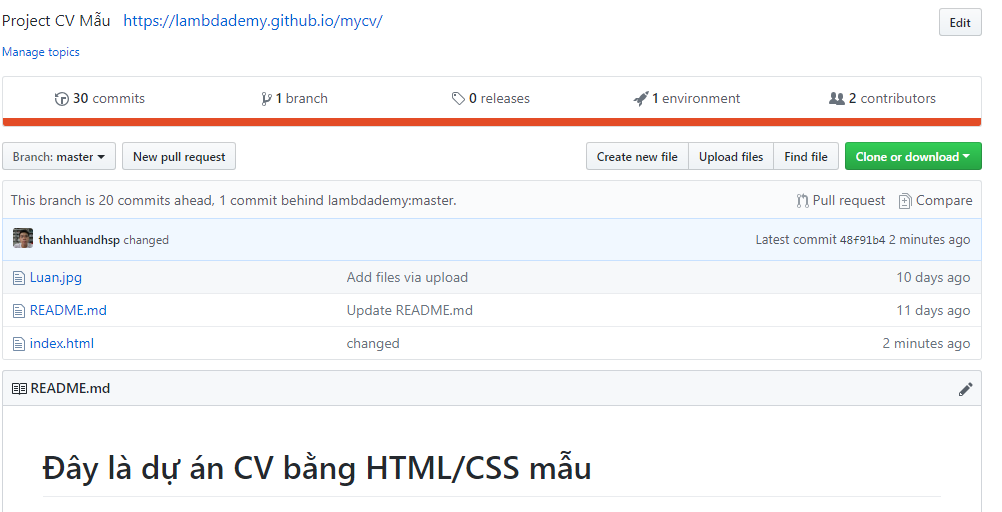 Project CV Mẫu https://lambdademy.github.io/mycv/ Edit
Manage topics
30 commits 1 branch 0 releases 1 environment 2 contributors
Branch: master New pull request Create new file Upload files Find file Clone or download
This branch is 20 commits ahead, 1 commit behind lambdademy:master. Pull request Compare
thanhluandhsp changed Latest commit 48f91b4 2 minutes ago
Luan.jpg Add files via upload 10 days ago
README.md Update README.md 11 days ago
index.html changed 2 minutes ago
README.md
Đây là dự án CV bằng HTML/CSS mẫu